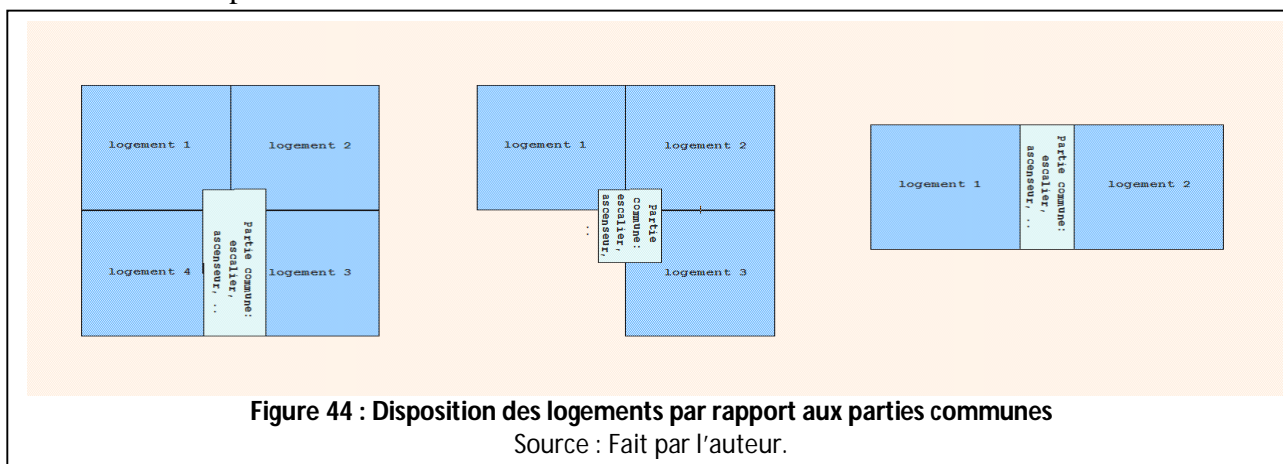 logement 1
logement 2
logement 4
logement 3
Partie commune:
escalier,
ascenseur, ..
logement 1
logement 2
Partie
commune:
escalier,
ascenseur,
..
logement 3
logement 1
Partie commune:
escalier,
ascenseur, ..
logement 2
Figure 44 : Disposition des logements par rapport aux parties communes
Source : Fait par l’auteur.